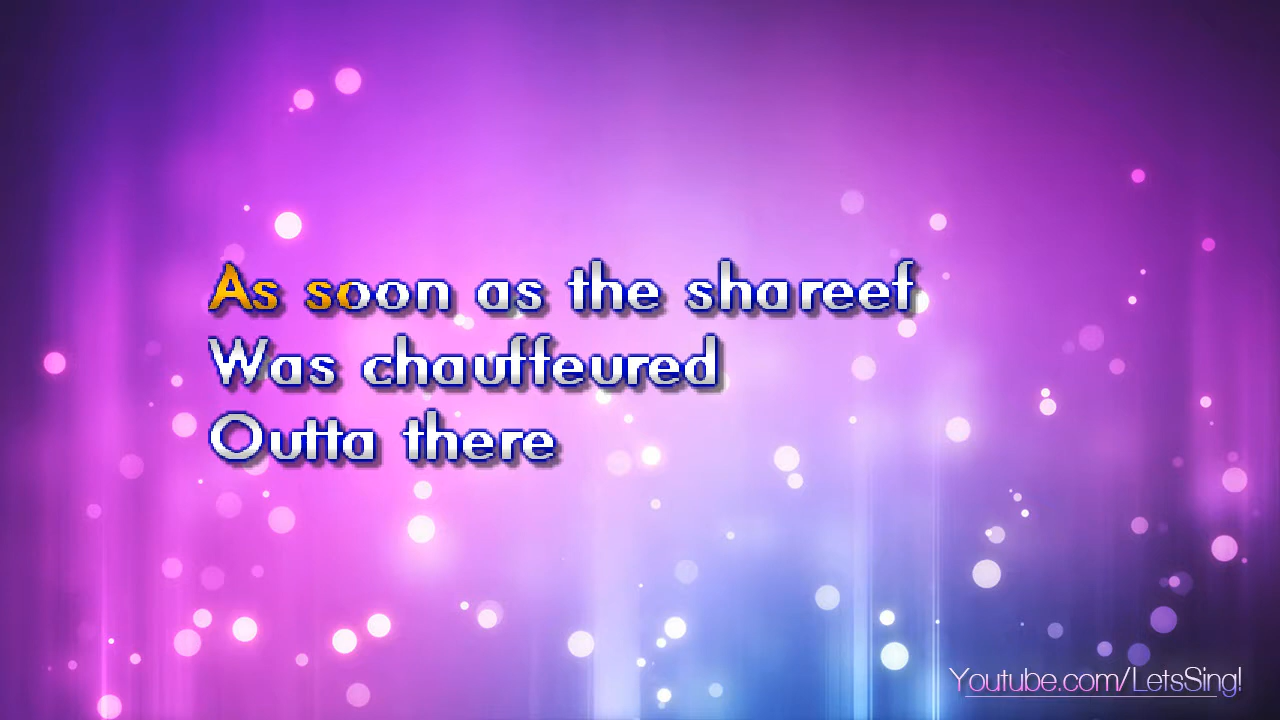 As soon as the shareef
Was chauffeured
Outta there
Youtube.com/LetsSing!